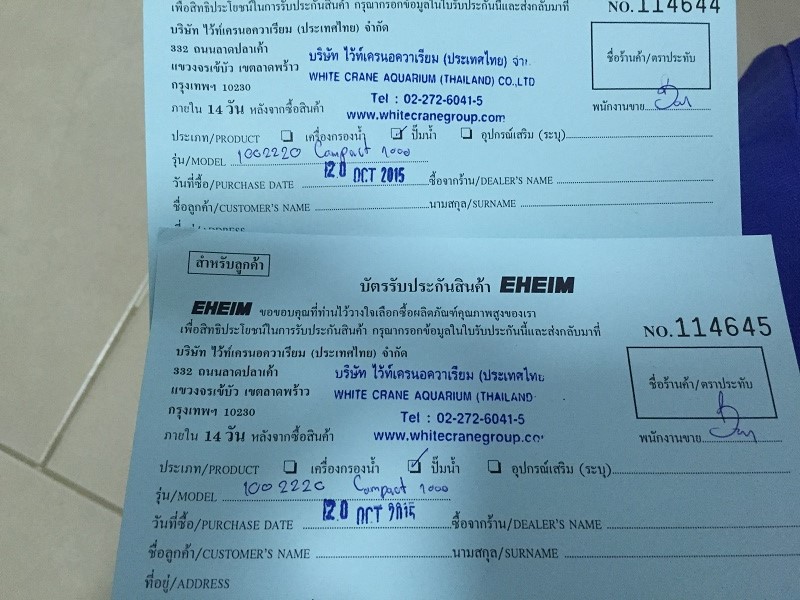 เพื่อสิทธิประโยชน์ในการรับประกันสินค้า กรุณากรอกข้อมูลในใบรับประกันนี้และส่งกลับมาที่
NO. 114644
บริษัท ไว้ท์เครนอควาเรียม (ประเทศไทย) จำกัด
332 ถนนลาดปลาเค้า
แขวงจรเข้บัว เขตลาดพร้าว
กรุงเทพฯ 10230
บริษัท ไว้ท์เครนอควาเรียม (ประเทศไทย)
WHITE CRANE AQUARIUM (THAILAND) CO.,LTD
Tel : 02-272-6041-5
www.whitecranegroup.com
ชื่อร้านค้า/ตราประทับ
ภายใน 14 วัน หลังจากซื้อสินค้า
พนักงานขาย
ประเภท/PRODUCT เครื่องกรองน้ำ ปั๊มน้ำ อุปกรณ์เสริม (ระบุ)
รุ่น/MODEL 1002220 Compact 1000
วันที่ซื้อ/PURCHASE DATE 20 OCT 2015 ซื้อจากร้าน/DEALER'S NAME
ชื่อลูกค้า/CUSTOMER'S NAME นามสกุล/SURNAME
สำหรับลูกค้า
บัตรรับประกันสินค้า EHEIM
EHEIM ขอขอบคุณที่ท่านไว้วางใจเลือกซื้อผลิตภัณฑ์คุณภาพสูงของเรา
เพื่อสิทธิประโยชน์ในการรับประกันสินค้า กรุณากรอกข้อมูลในใบรับประกันนี้และส่งกลับมาที่
NO. 114645
บริษัท ไว้ท์เครนอควาเรียม (ประเทศไทย) จำกัด
332 ถนนลาดปลาเค้า
แขวงจรเข้บัว เขตลาดพร้าว
กรุงเทพฯ 10230
บริษัท ไว้ท์เครนอควาเรียม (ประเทศไทย
WHITE CRANE AQUARIUM (THAILAND
Tel : 02-272-6041-5
www.whitecranegroup.co
ชื่อร้านค้า/ตราประทับ
ภายใน 14 วัน หลังจากซื้อสินค้า
พนักงานขาย
ประเภท/PRODUCT เครื่องกรองน้ำ ปั๊มน้ำ อุปกรณ์เสริม (ระบุ)
รุ่น/MODEL 1002220 Compact 1000
วันที่ซื้อ/PURCHASE DATE 20 OCT 2015 ซื้อจากร้าน/DEALER'S NAME
ชื่อลูกค้า/CUSTOMER'S NAME นามสกุล/SURNAME
ที่อยู่/ADDRESS